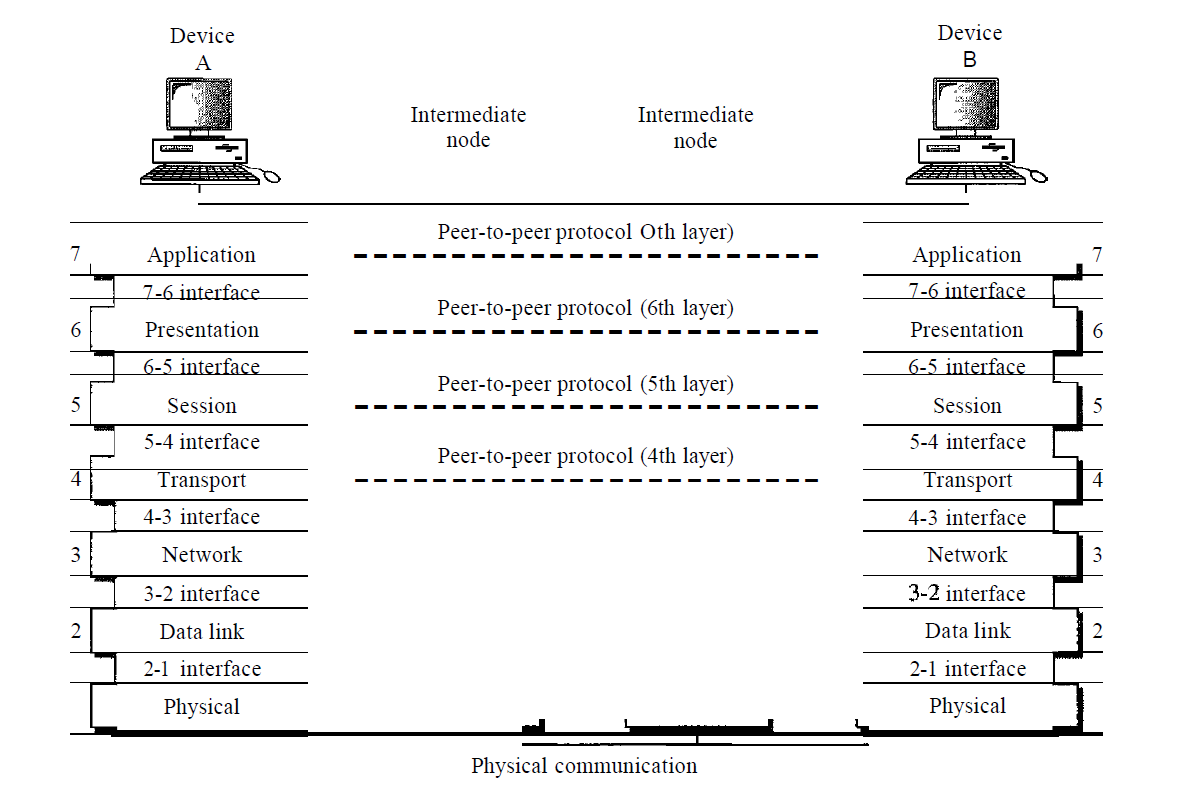 Device
A
Device
B
Intermediate
node
Intermediate
node
Peer-to-peer protocol Oth layer)
7 Application
Application 7
7-6 interface
7-6 interface
Peer-to-peer protocol (6th layer)
6 Presentation
Presentation 6
6-5 interface
6-5 interface
Peer-to-peer protocol (5th layer)
5 Session
Session 5
5-4 interface
5-4 interface
Peer-to-peer protocol (4th layer)
4 Transport
Transport 4
4-3 interface
4-3 interface
3 Network
Network 3
3-2 interface
3-2 interface
2 Data link
Data link 2
2-1 interface
2-1 interface
Physical
Physical
Physical communication